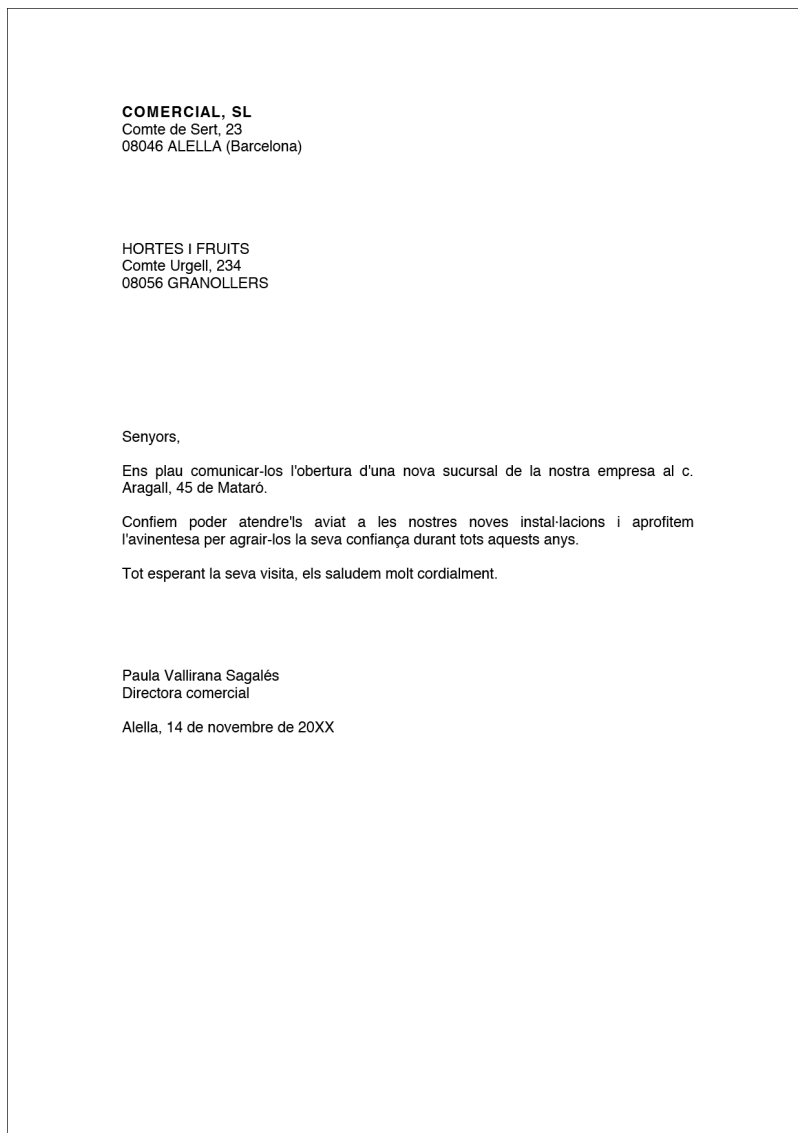 COMERCIAL, SL
Comte de Sert, 23
08046 ALELLA (Barcelona)
HORTES I FRUITS
Comte Urgell, 234
08056 GRANOLLERS
Senyors,
Ens plau comunicar-los l'obertura d'una nova sucursal de la nostra empresa al c.
Aragall, 45 de Mataró.
Confiem poder atendre'ls aviat a les nostres noves instal·lacions i aprofitem
l'avinentesa per agrair-los la seva confiança durant tots aquests anys.
Tot esperant la seva visita, els saludem molt cordialment.
Paula Vallirana Sagalés
Directora comercial
Alella, 14 de novembre de 20XX